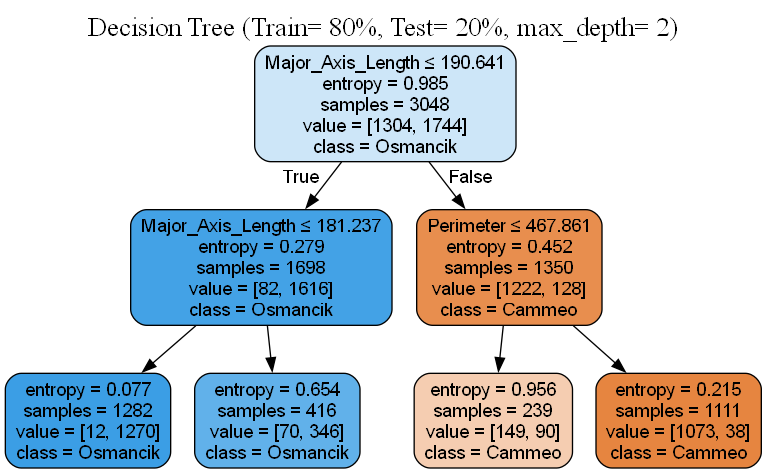 Decision Tree (Train= 80%, Test= 20%, max_depth= 2)
Major_Axis_Length ≤ 190.641
entropy = 0.985
samples = 3048
value = [1304, 1744]
class = Osmancik
True
False
Major_Axis_Length ≤ 181.237
entropy = 0.279
samples = 1698
value = [82, 1616]
class = Osmancik
Perimeter ≤ 467.861
entropy = 0.452
samples = 1350
value = [1222, 128]
class = Cammeo
entropy = 0.077
samples = 1282
value = [12, 1270]
class = Osmancik
entropy = 0.654
samples = 416
value = [70, 346]
class = Osmancik
entropy = 0.956
samples = 239
value = [149, 90]
class = Cammeo
entropy = 0.215
samples = 1111
value = [1073, 38]
class = Cammeo